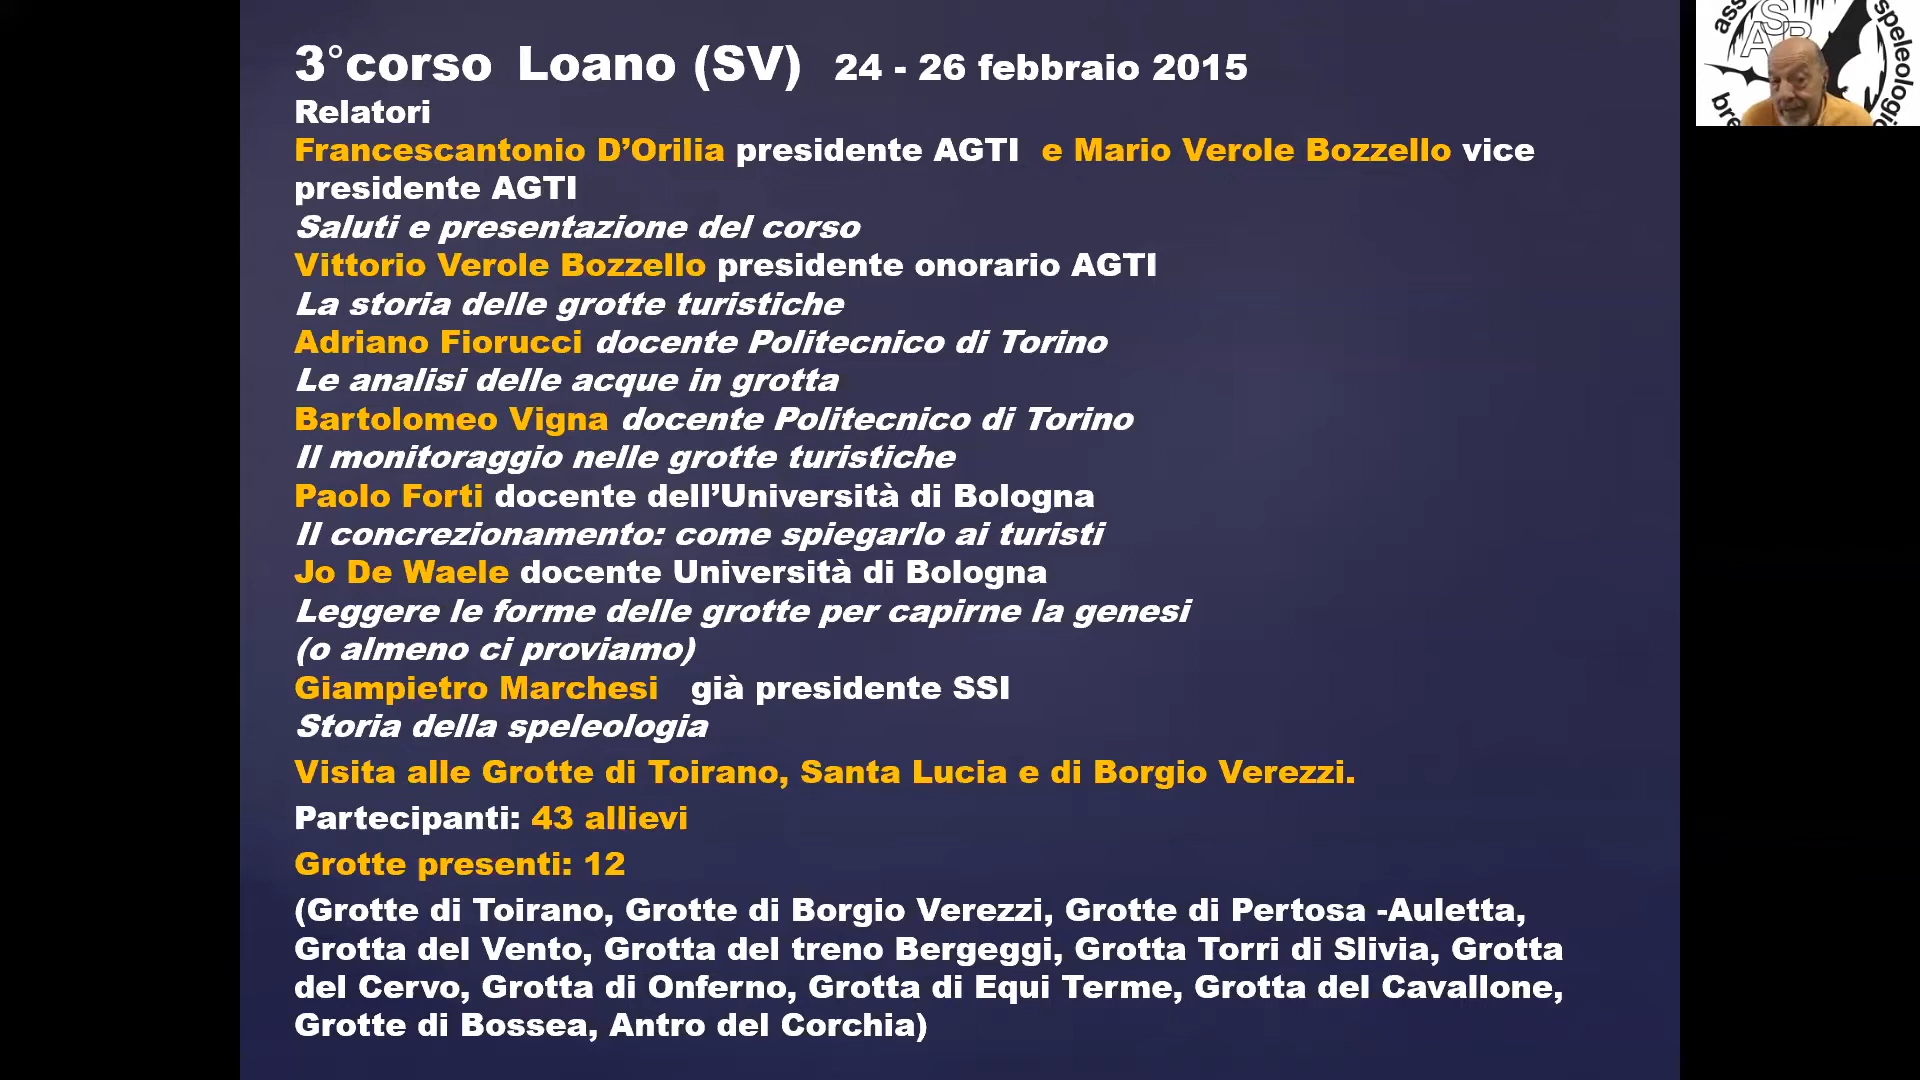 3°corso Loano (SV) 24 - 26 febbraio 2015
Relatori
Francescantonio D’Orilia presidente AGTI e Mario Verole Bozzello vice
presidente AGTI
Saluti e presentazione del corso
Vittorio Verole Bozzello presidente onorario AGTI
La storia delle grotte turistiche
Adriano Fiorucci docente Politecnico di Torino
Le analisi delle acque in grotta
Bartolomeo Vigna docente Politecnico di Torino
Il monitoraggio nelle grotte turistiche
Paolo Forti docente dell’Università di Bologna
Il concrezionamento: come spiegarlo ai turisti
Jo De Waele docente Università di Bologna
Leggere le forme delle grotte per capirne la genesi
(o almeno ci proviamo)
Giampietro Marchesi già presidente SSI
Storia della speleologia
Visita alle Grotte di Toirano, Santa Lucia e di Borgio Verezzi.
Partecipanti: 43 allievi
Grotte presenti: 12
(Grotte di Toirano, Grotte di Borgio Verezzi, Grotte di Pertosa -Auletta,
Grotta del Vento, Grotta del treno Bergeggi, Grotta Torri di Slivia, Grotta
del Cervo, Grotta di Onferno, Grotta di Equi Terme, Grotta del Cavallone,
Grotte di Bossea, Antro del Corchia)